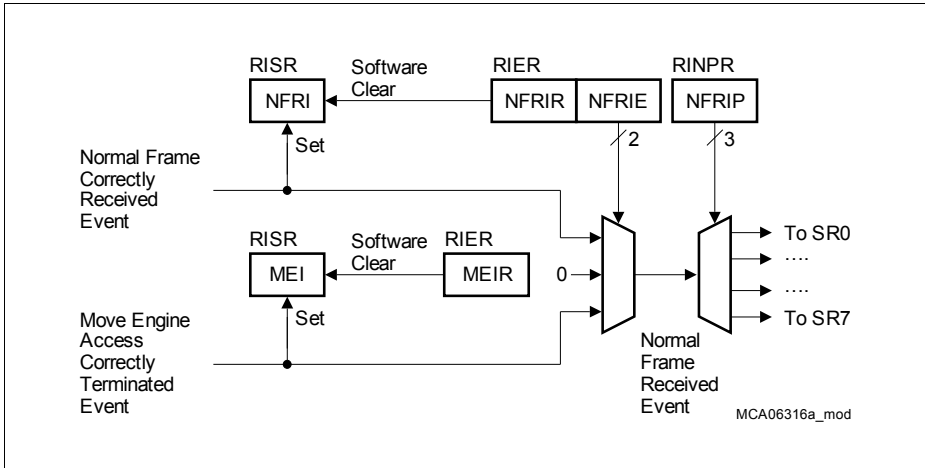 RISR
Software
Clear
RIER
RINPR
NFRI
NFRIR
NFRIE
NFRIP
Set
2
3
Normal Frame
Correctly
Received
Event
RISR
Software
Clear
RIER
MEI
MEIR
0
To SR0
....
....
To SR7
Set
Move Engine
Access
Correctly
Terminated
Event
Normal
Frame
Received
Event
MCA06316a_mod